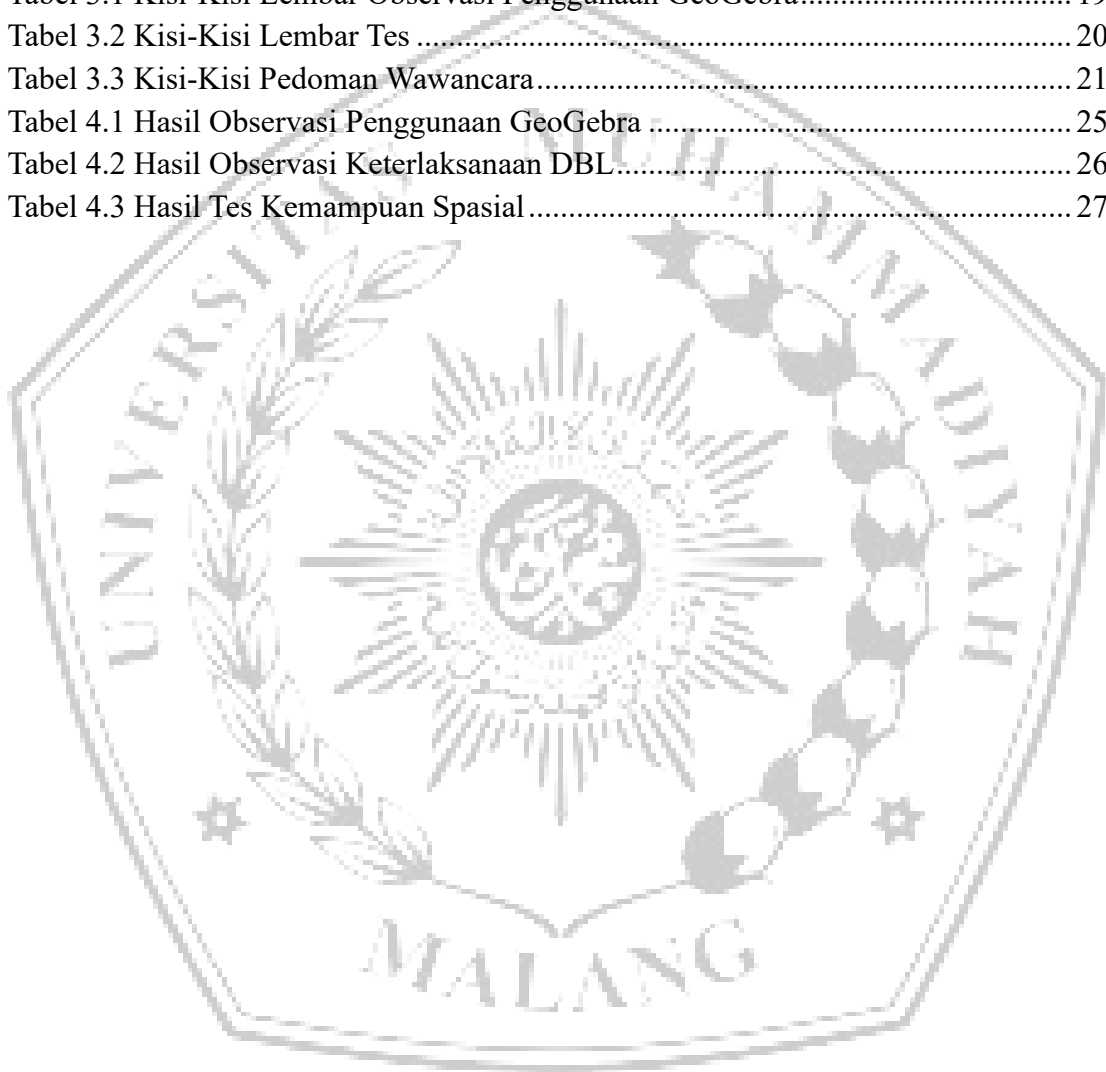 Tabel 3.1 Kisi-Kisi Lembar Observasi Penggunaan GeoGebra.......................................... 19
Tabel 3.2 Kisi-Kisi Lembar Tes ................................................................................. 20
Tabel 3.3 Kisi-Kisi Pedoman Wawancara.................................................................. 21
Tabel 4.1 Hasil Observasi Penggunaan GeoGebra .................................................... 25
Tabel 4.2 Hasil Observasi Keterlaksanaan DBL........................................................ 26
Tabel 4.3 Hasil Tes Kemampuan Spasial................................................................... 27
UNIVERSITAS MUHAMMADIYAH
MALANG